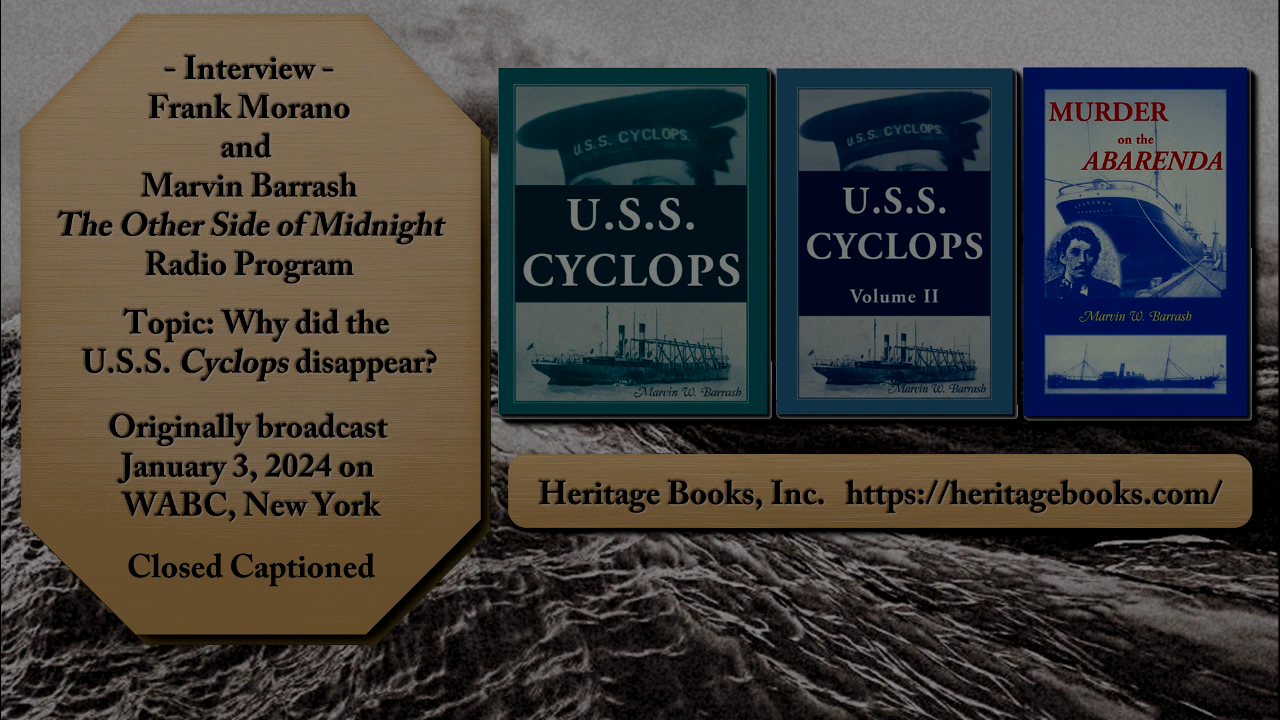 - Interview -
Frank Morano
and
Marvin Barrash
The Other Side of Midnight
Radio Program
Topic: Why did the
U.S.S. Cyclops disappear?
Originally broadcast
January 3, 2024 on
WABC, New York
Closed Captioned
U.S.S. CYCLOPS
U.S.S.
CYCLOPS
Marvin W. Barrash
U.S.S. CYCLOPS
U.S.S.
CYCLOPS
Volume II
Marvin W. Barrash
MURDER
on the
ABARENDA
Marvin W. Barrash
Heritage Books, Inc. https://heritagebooks.com/